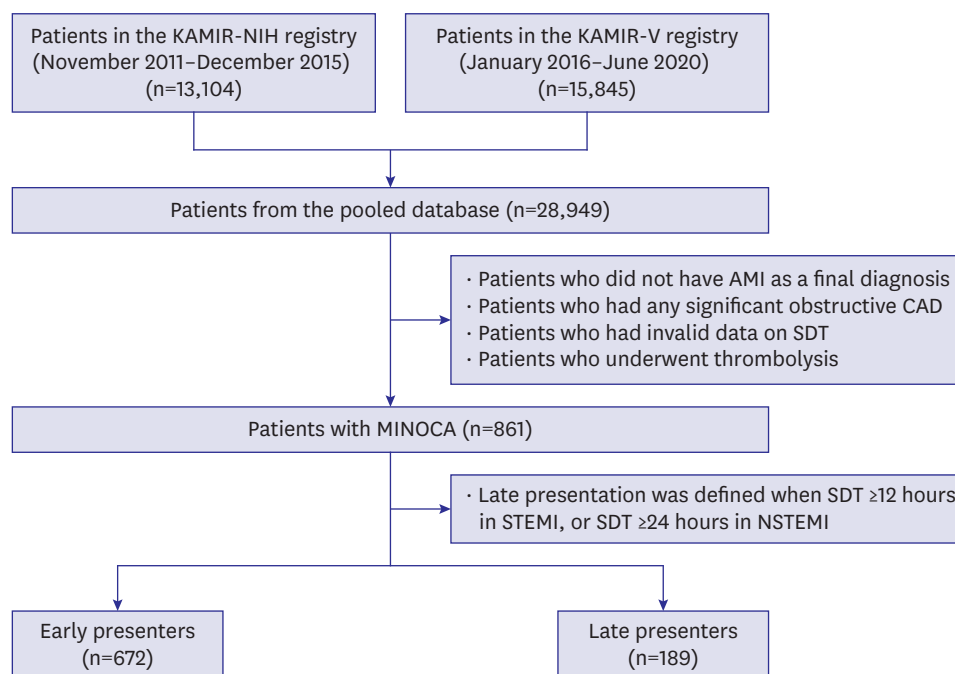 Patients in the KAMIR-NIH registry
(November 2011–December 2015)
(n=13,104)
Patients in the KAMIR-V registry
(January 2016–June 2020)
(n=15,845)
Patients from the pooled database (n=28,949)
· Patients who did not have AMI as a final diagnosis
· Patients who had any significant obstructive CAD
· Patients who had invalid data on SDT
· Patients who underwent thrombolysis
Patients with MINOCA (n=861)
· Late presentation was defined when SDT ≥12 hours
in STEMI, or SDT ≥24 hours in NSTEMI
Early presenters
(n=672)
Late presenters
(n=189)